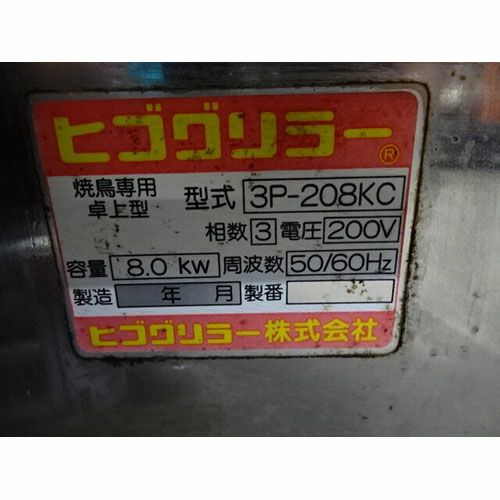 ヒゴグリラー®
焼鳥専用
卓上型
型式 3P-208KC
相数 3 電圧 200V
容量 8.0 kw 周波数 50/60Hz
製造 年 月 製番
ヒゴグリラー株式会社